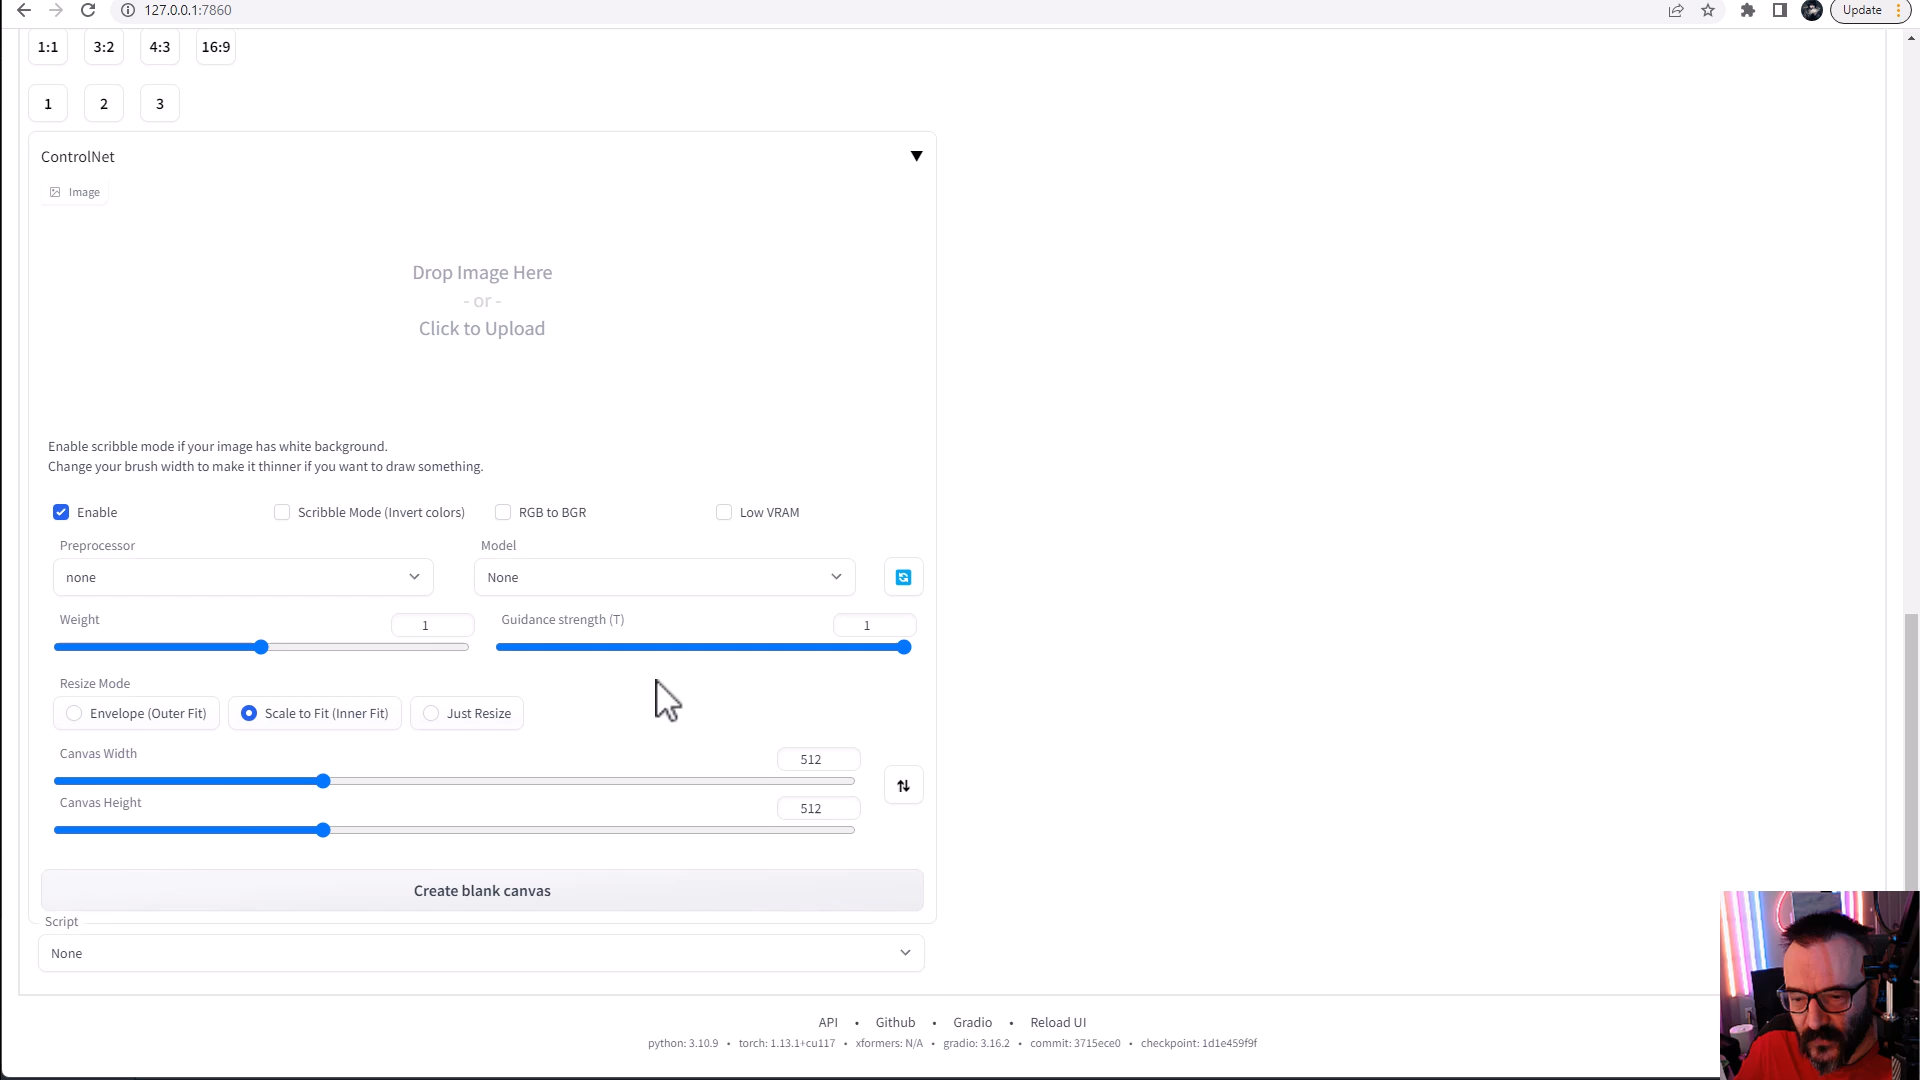 127.0.0.1:7860
Update
1:1
3:2
4:3
16:9
1
2
3
ControlNet
Image
Drop Image Here
- or -
Click to Upload
Enable scribble mode if your image has white background.
Change your brush width to make it thinner if you want to draw something.
Enable
Scribble Mode (Invert colors)
RGB to BGR
Low VRAM
Preprocessor
Model
none
None
Weight
1
Guidance strength (T)
1
Resize Mode
Envelope (Outer Fit)
Scale to Fit (Inner Fit)
Just Resize
Canvas Width
512
Canvas Height
512
Create blank canvas
Script
None
API • Github • Gradio • Reload UI
python: 3.10.9 • torch: 1.13.1+cu117 • xformers: N/A • gradio: 3.16.2 • commit: 3715ece0 • checkpoint: 1d1e459f9f